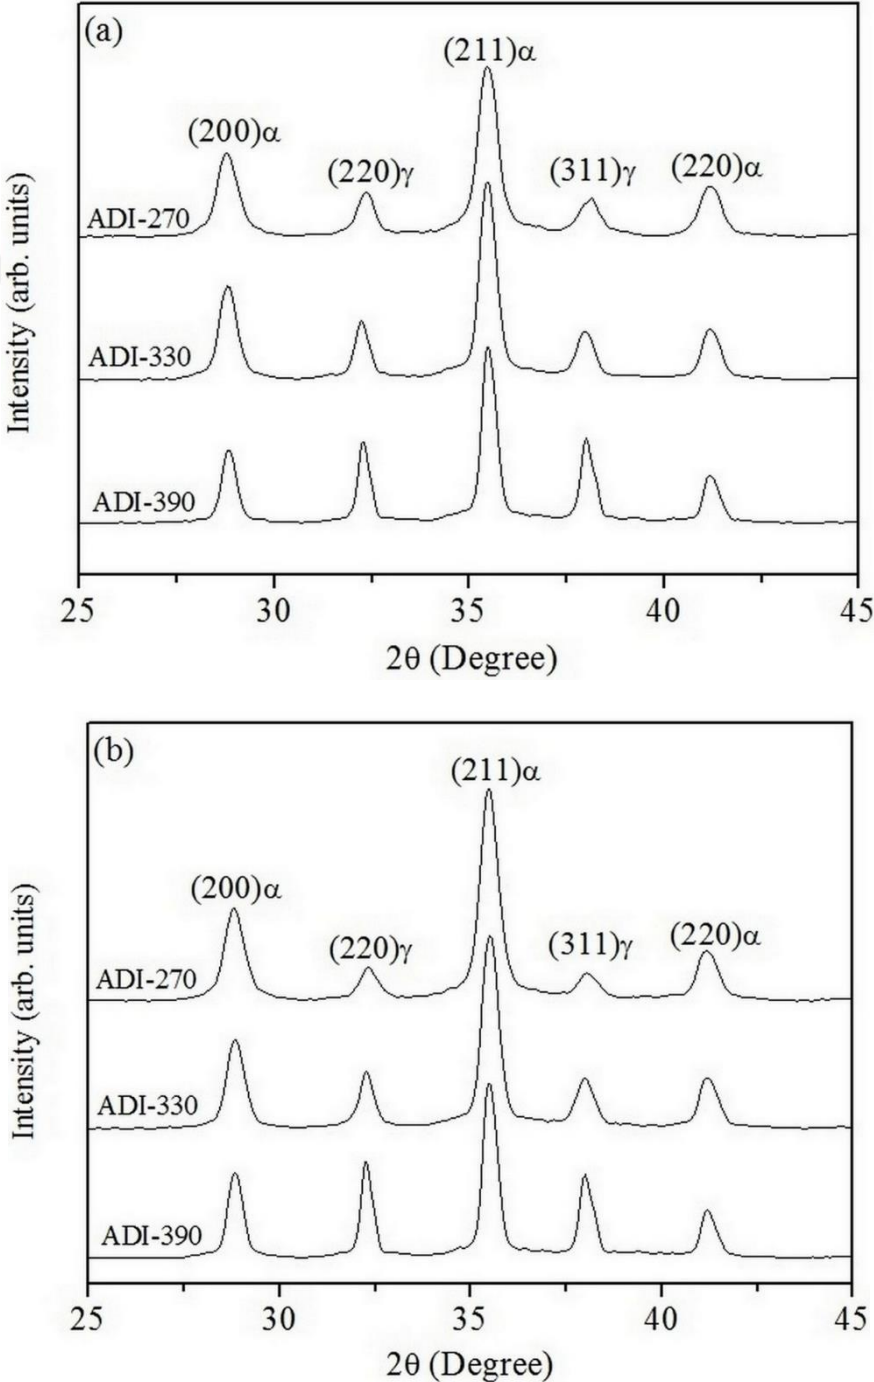 (a)
(211)α
(200)α
(220)γ
(311)γ
(220)α
ADI-270
ADI-330
ADI-390
Intensity (arb. units)
25 30 35 40 45
2θ (Degree)
(b)
(211)α
(200)α
(220)γ
(311)γ
(220)α
ADI-270
ADI-330
ADI-390
Intensity (arb. units)
25 30 35 40 45
2θ (Degree)